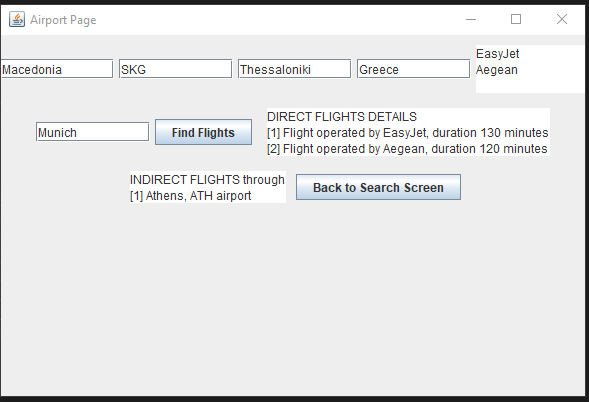 Airport Page
Macedonia SKG Thessaloniki Greece EasyJet
Aegean
Munich Find Flights DIRECT FLIGHTS DETAILS
[1] Flight operated by EasyJet, duration 130 minutes
[2] Flight operated by Aegean, duration 120 minutes
INDIRECT FLIGHTS through
[1] Athens, ATH airport
Back to Search Screen